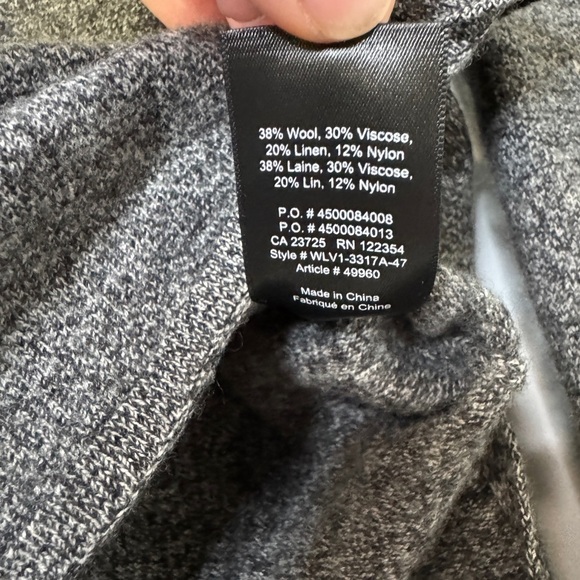 38% Wool, 30% Viscose,
20% Linen, 12% Nylon
38% Laine, 30% Viscose,
20% Lin, 12% Nylon
P.O. # 4500084008
P.O. # 4500084013
CA 23725 RN 122354
Style # WLV1-3317A-47
Article # 49960
Made in China
Fabriqué en Chine